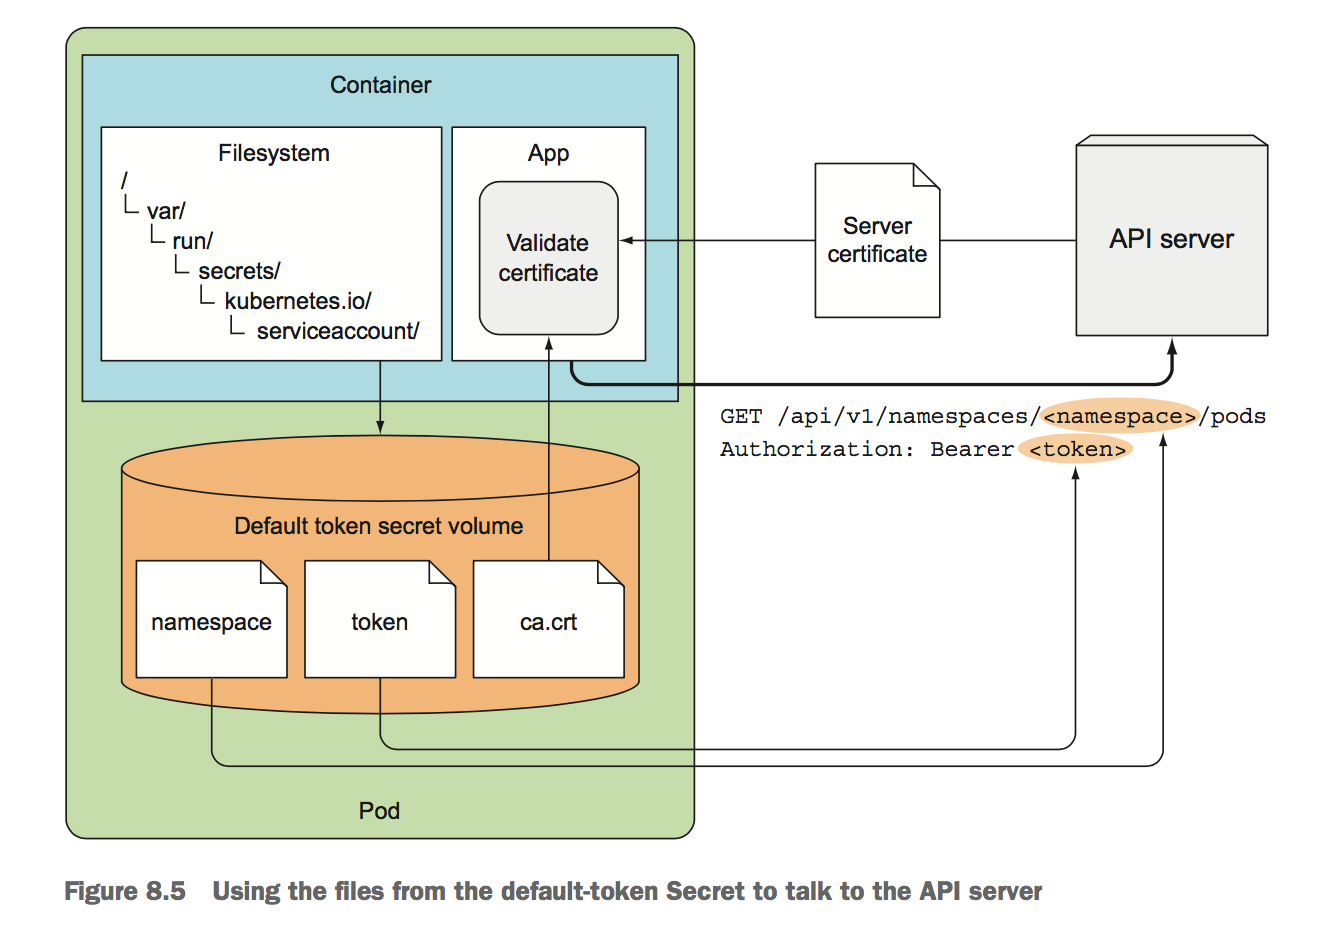 Container
Filesystem
/
var/
run/
secrets/
kubernetes.io/
serviceaccount/
App
Validate
certificate
Server
certificate
API server
GET /api/v1/namespaces/<namespace>/pods
Authorization: Bearer <token>
Default token secret volume
namespace
token
ca.crt
Pod
Figure 8.5 Using the files from the default-token Secret to talk to the API server